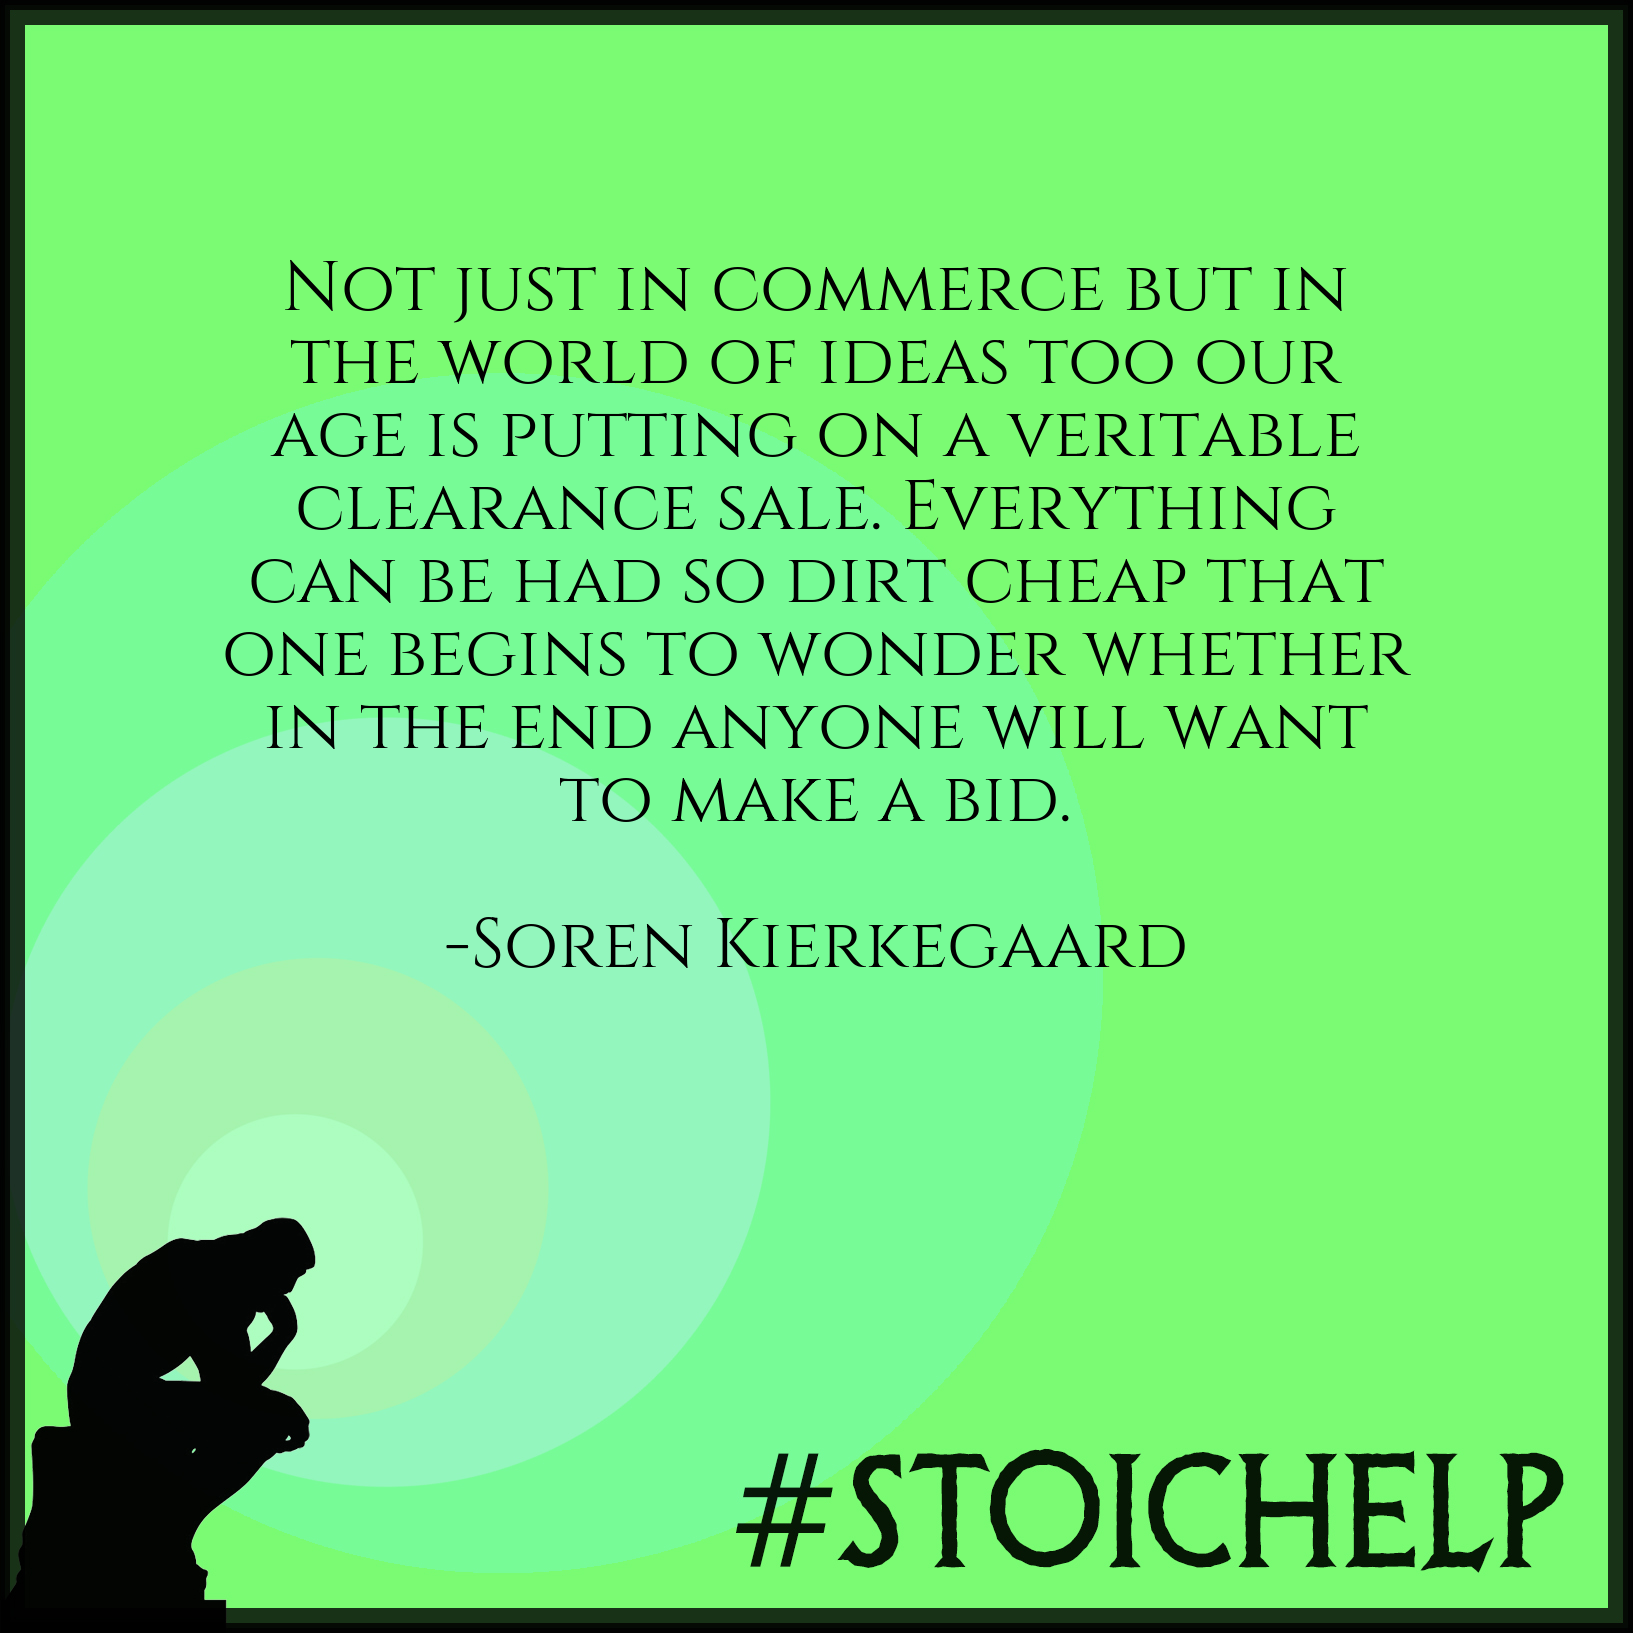 Not just in commerce but in
the world of ideas too our
age is putting on a veritable
clearance sale. Everything
can be had so dirt cheap that
one begins to wonder whether
in the end anyone will want
to make a bid.
-Soren Kierkegaard
#STOICHELP